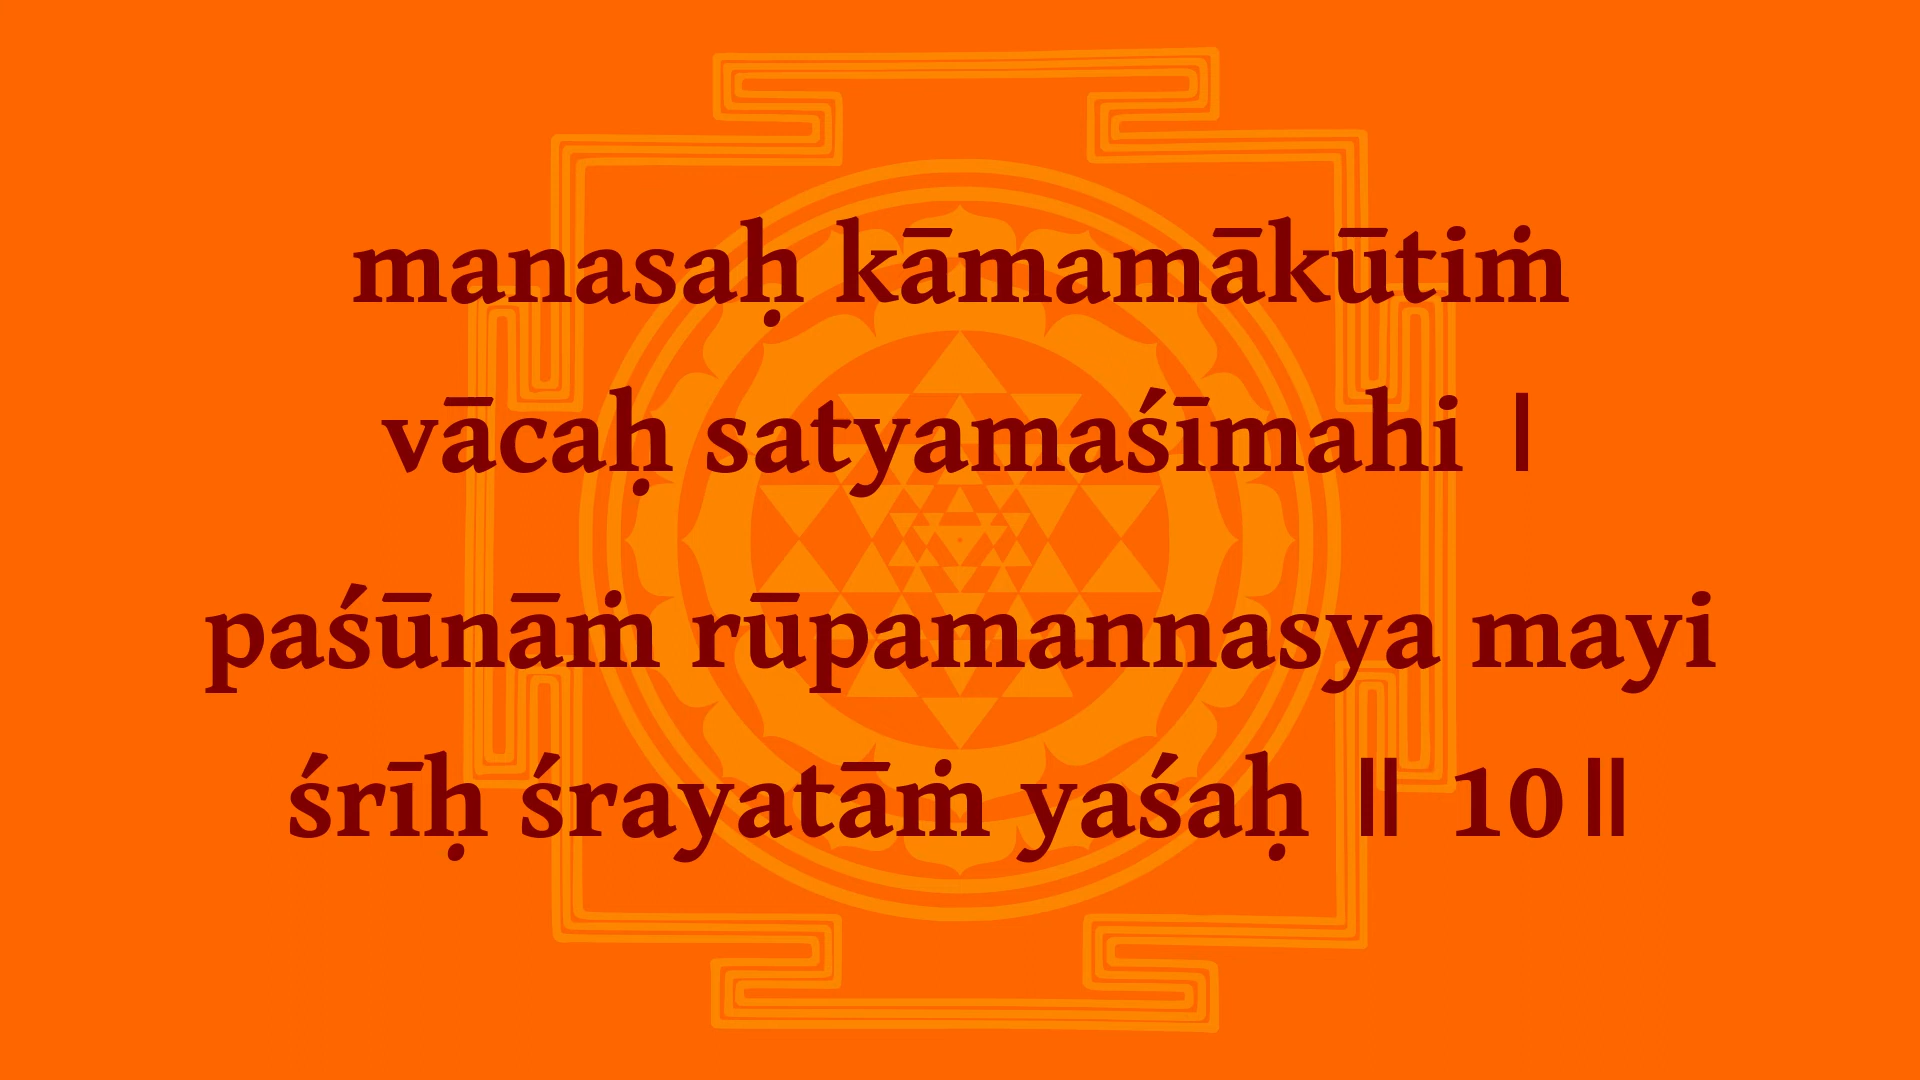 manasaḥ kāmamākūtiṁ
vācaḥ satyamaśīmahi ।
paśūnāṁ rūpamannasya mayi
śrīḥ śrayatāṁ yaśaḥ ॥ 10॥